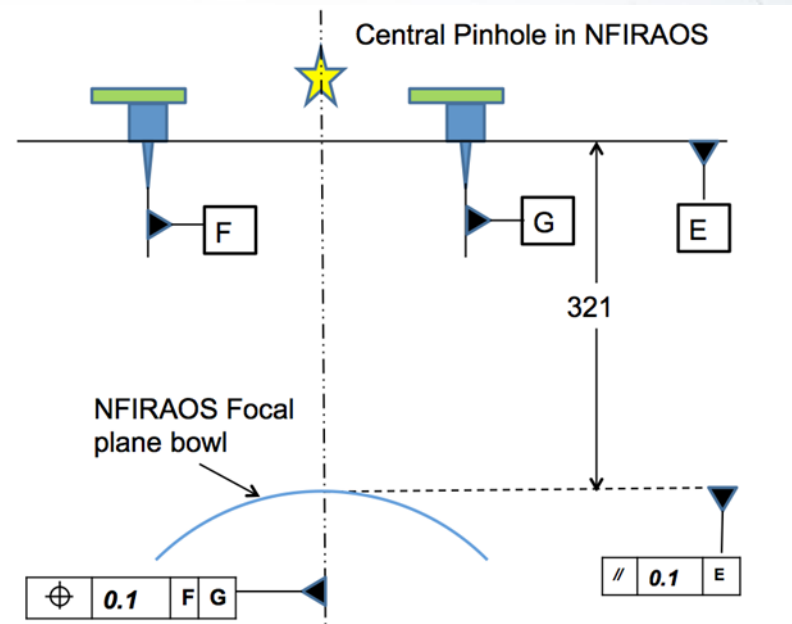 Central Pinhole in NFIRAOS
F
G
E
321
NFIRAOS Focal
plane bowl
⌖ 0.1 F G
// 0.1 E